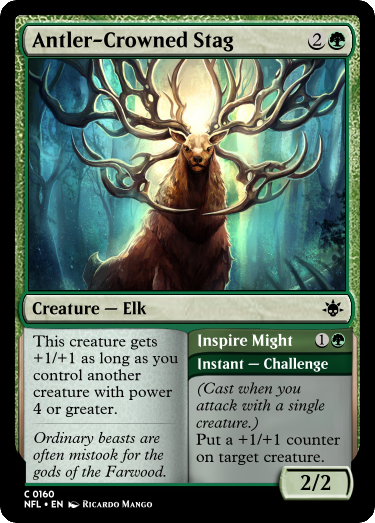 Antler-Crowned Stag 2
Creature — Elk
This creature gets
+1/+1 as long as you
control another
creature with power
4 or greater.
Ordinary beasts are
often mistook for the
gods of the Farwood.
Inspire Might 1
Instant — Challenge
(Cast when you
attack with a single
creature.)
Put a +1/+1 counter
on target creature.
2/2
C 0160
NFL • EN Ricardo Mango